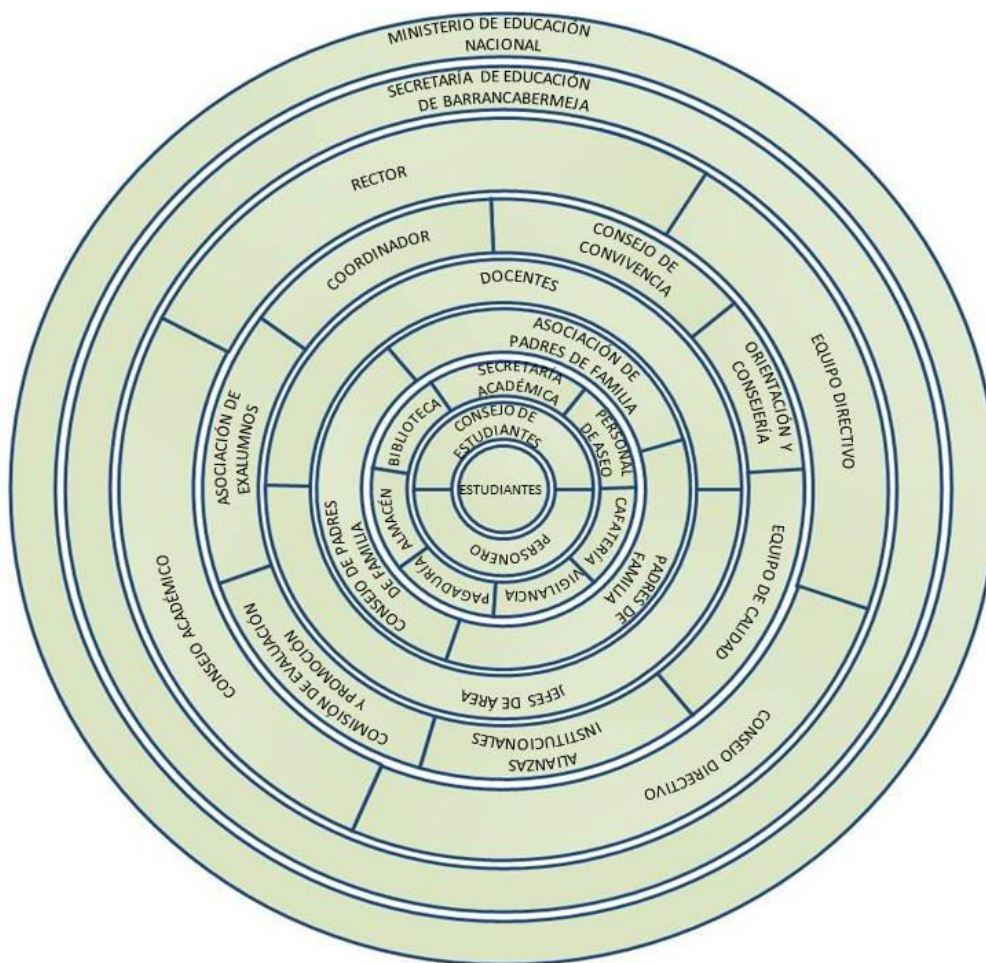 MINISTERIO DE EDUCACIÓN
NACIONAL
SECRETARÍA DE EDUCACIÓN
DE BARRANCABERMEJA
RECTOR
EQUIPO DIRECTIVO
CONSEJO DIRECTIVO
CONSEJO ACADÉMICO
COORDINADOR
CONSEJO DE
CONVIVENCIA
ORIENTACIÓN Y
CONSEJERÍA
EQUIPO DE CALIDAD
ALIANZAS
INSTITUCIONALES
COMISIÓN DE EVALUACIÓN
Y PROMOCIÓN
ASOCIACIÓN DE
EXALUMNOS
DOCENTES
JEFES DE ÁREA
ASOCIACIÓN DE
PADRES DE FAMILIA
PADRES DE
FAMILIA
CONSEJO DE PADRES
DE FAMILIA
SECRETARÍA
ACADÉMICA
PERSONAL
DE ASEO
CAFATERÍA
VIGILANCIA
PAGADURÍA
ALMACÉN
BIBLIOTECA
CONSEJO DE
ESTUDIANTES
PERSONERO
ESTUDIANTES